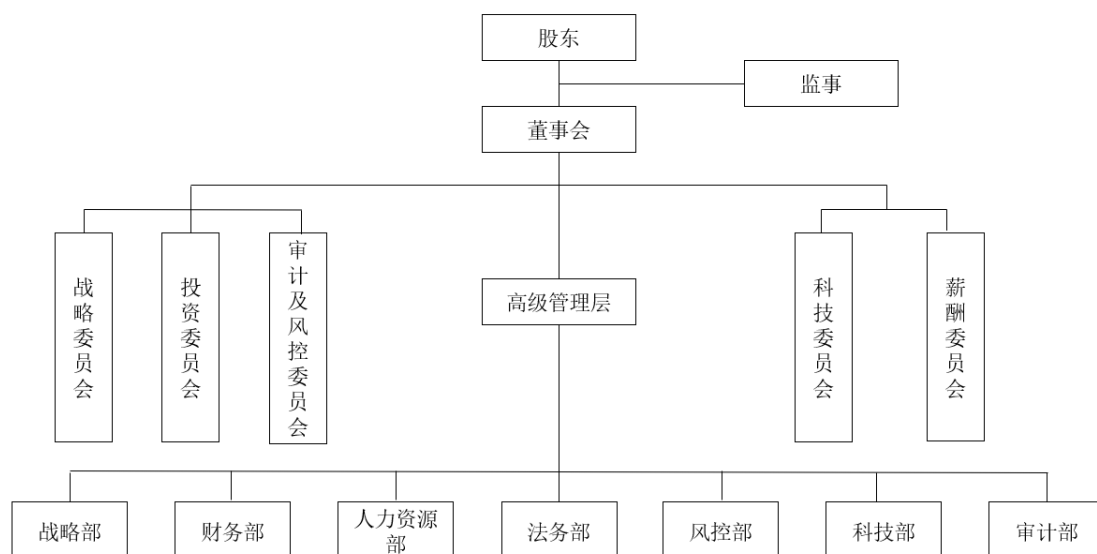 股东
监事
董事会
战略委员会
投资委员会
审计及风控委员会
高级管理层
科技委员会
薪酬委员会
战略部
财务部
人力资源
部
法务部
风控部
科技部
审计部